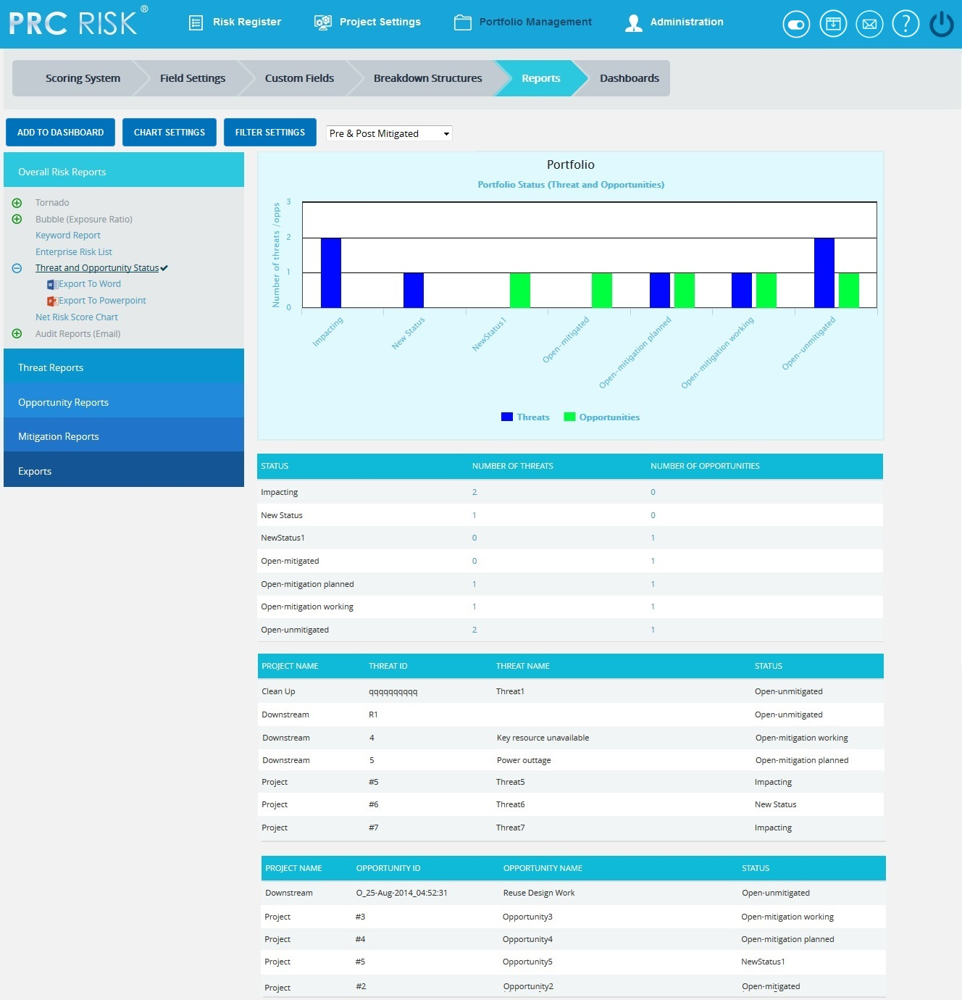 PRC RISK®
Risk Register
Project Settings
Portfolio Management
Administration
?
Scoring System
Field Settings
Custom Fields
Breakdown Structures
Reports
Dashboards
ADD TO DASHBOARD
CHART SETTINGS
FILTER SETTINGS
Pre & Post Mitigated
Overall Risk Reports
Tornado
Bubble (Exposure Ratio)
Keyword Report
Enterprise Risk List
Threat and Opportunity Status
Export To Word
Export To Powerpoint
Net Risk Score Chart
Audit Reports (Email)
Threat Reports
Opportunity Reports
Mitigation Reports
Exports
Portfolio
Portfolio Status (Threat and Opportunities)
Number of threats /opps
3
2
1
0
Impacting
New Status
NewStatus1
Open-mitigated
Open-mitigation planned
Open-mitigation working
Open-unmitigated
Threats
Opportunities
STATUS NUMBER OF THREATS NUMBER OF OPPORTUNITIES
Impacting 2 0
New Status 1 0
NewStatus1 0 1
Open-mitigated 0 1
Open-mitigation planned 1 1
Open-mitigation working 1 1
Open-unmitigated 2 1
PROJECT NAME THREAT ID THREAT NAME STATUS
Clean Up qqqqqqqqqq Threat1 Open-unmitigated
Downstream R1 Open-unmitigated
Downstream 4 Key resource unavailable Open-mitigation working
Downstream 5 Power outtage Open-mitigation planned
Project #5 Threat5 Impacting
Project #6 Threat6 New Status
Project #7 Threat7 Impacting
PROJECT NAME OPPORTUNITY ID OPPORTUNITY NAME STATUS
Downstream O_25-Aug-2014_04:52:31 Reuse Design Work Open-unmitigated
Project #3 Opportunity3 Open-mitigation working
Project #4 Opportunity4 Open-mitigation planned
Project #5 Opportunity5 NewStatus1
Project #2 Opportunity2 Open-mitigated